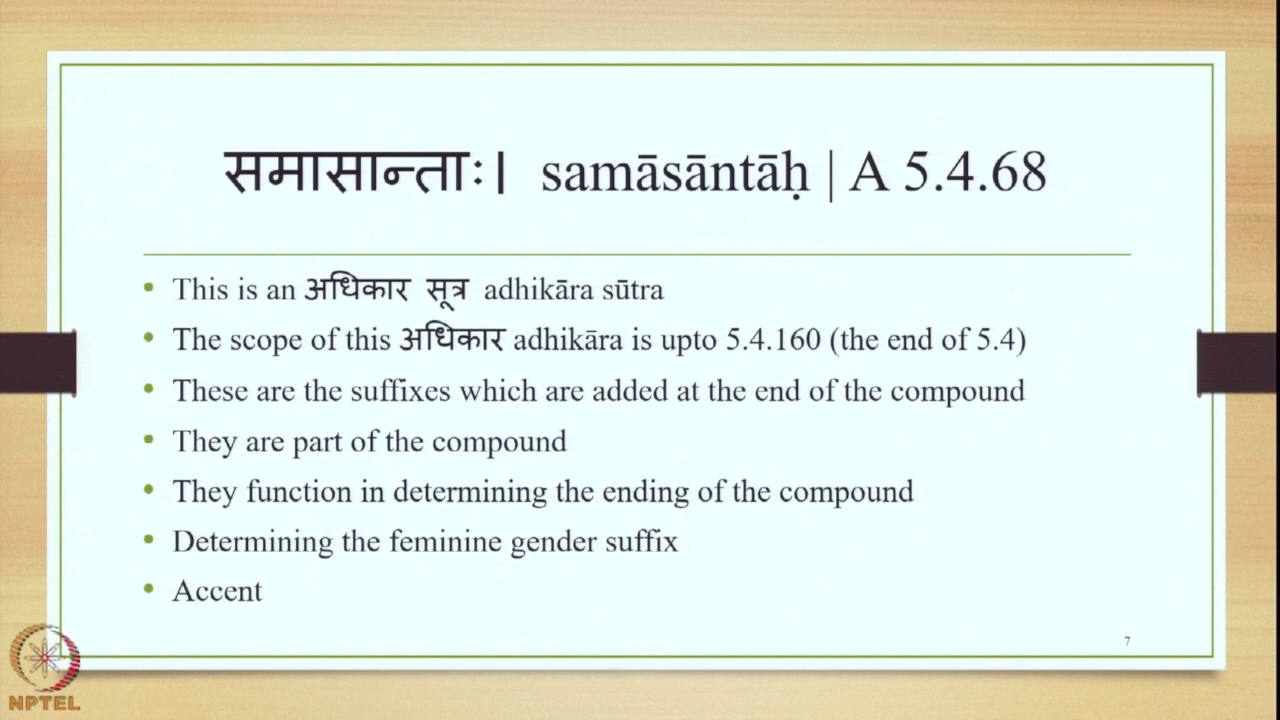 समासान्ताः। samāsāntāḥ | A 5.4.68
• This is an अधिकार सूत्र adhikāra sūtra
• The scope of this अधिकार adhikāra is upto 5.4.160 (the end of 5.4)
• These are the suffixes which are added at the end of the compound
• They are part of the compound
• They function in determining the ending of the compound
• Determining the feminine gender suffix
• Accent
7
NPTEL